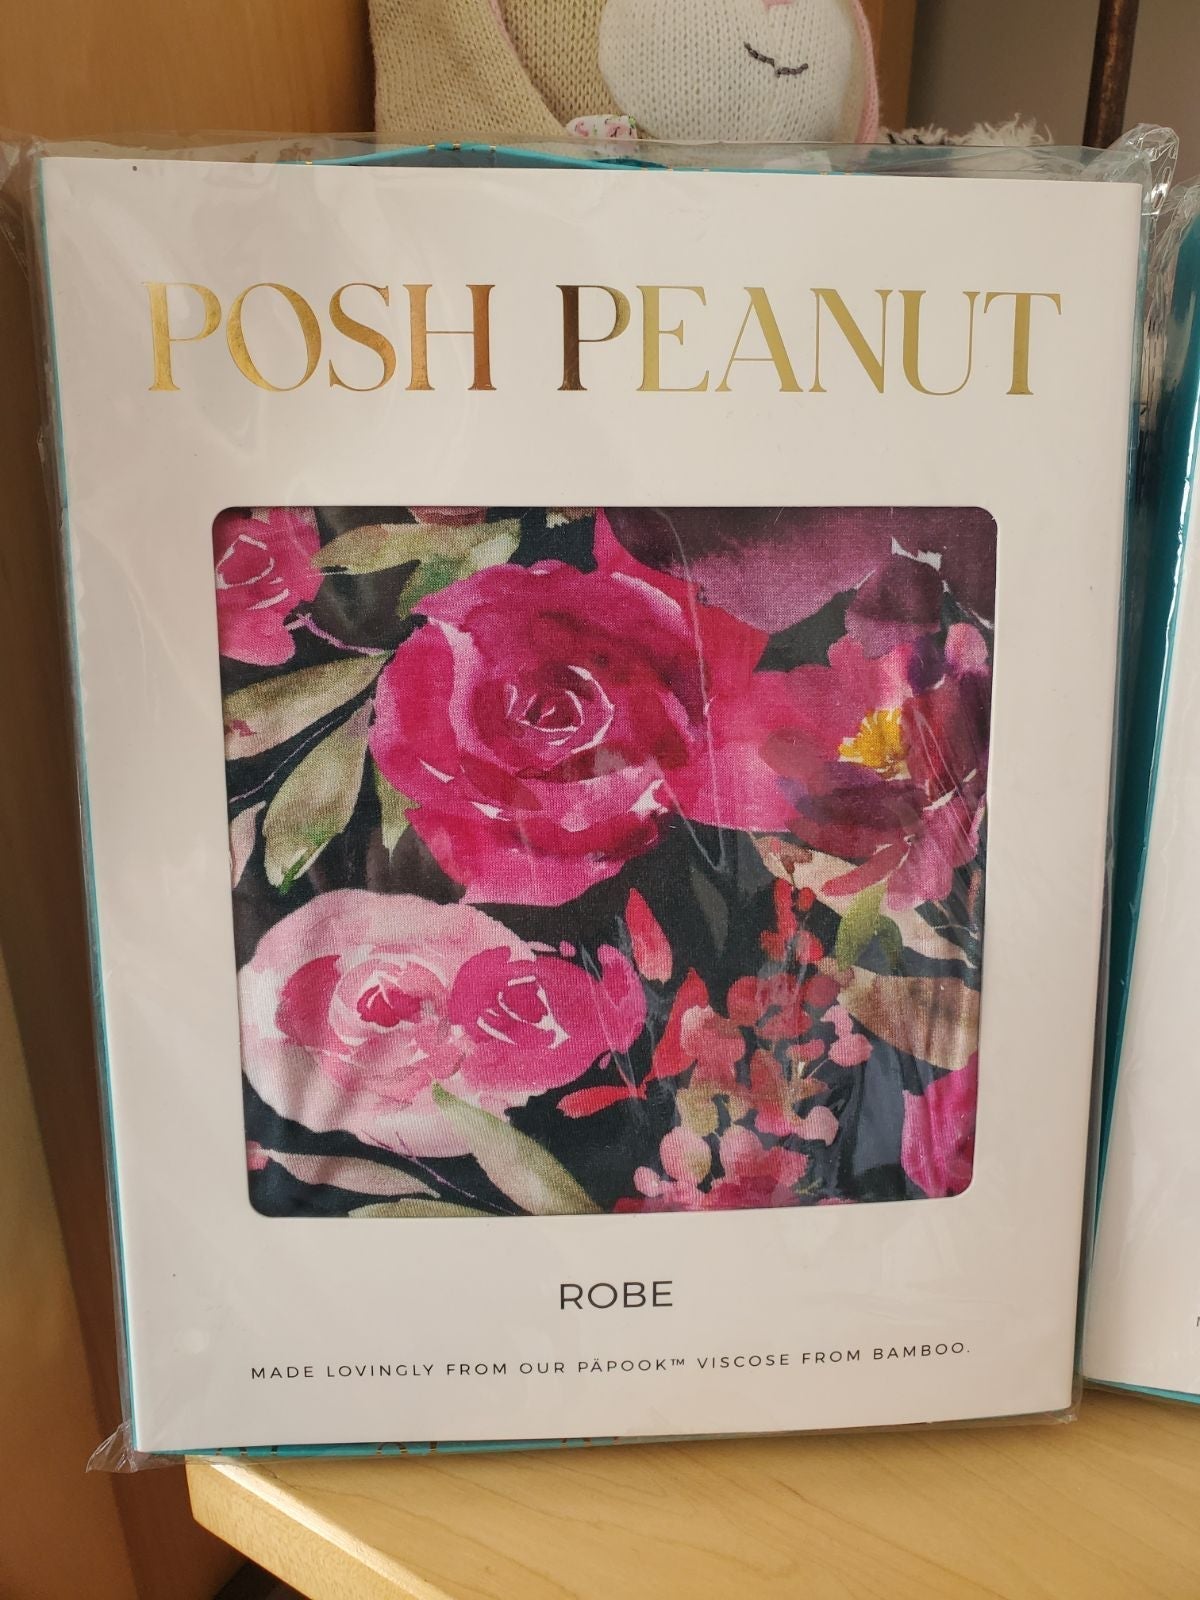 POSH PEANUT
ROBE
MADE LOVINGLY FROM OUR PÄPOOK™ VISCOSE FROM BAMBOO.